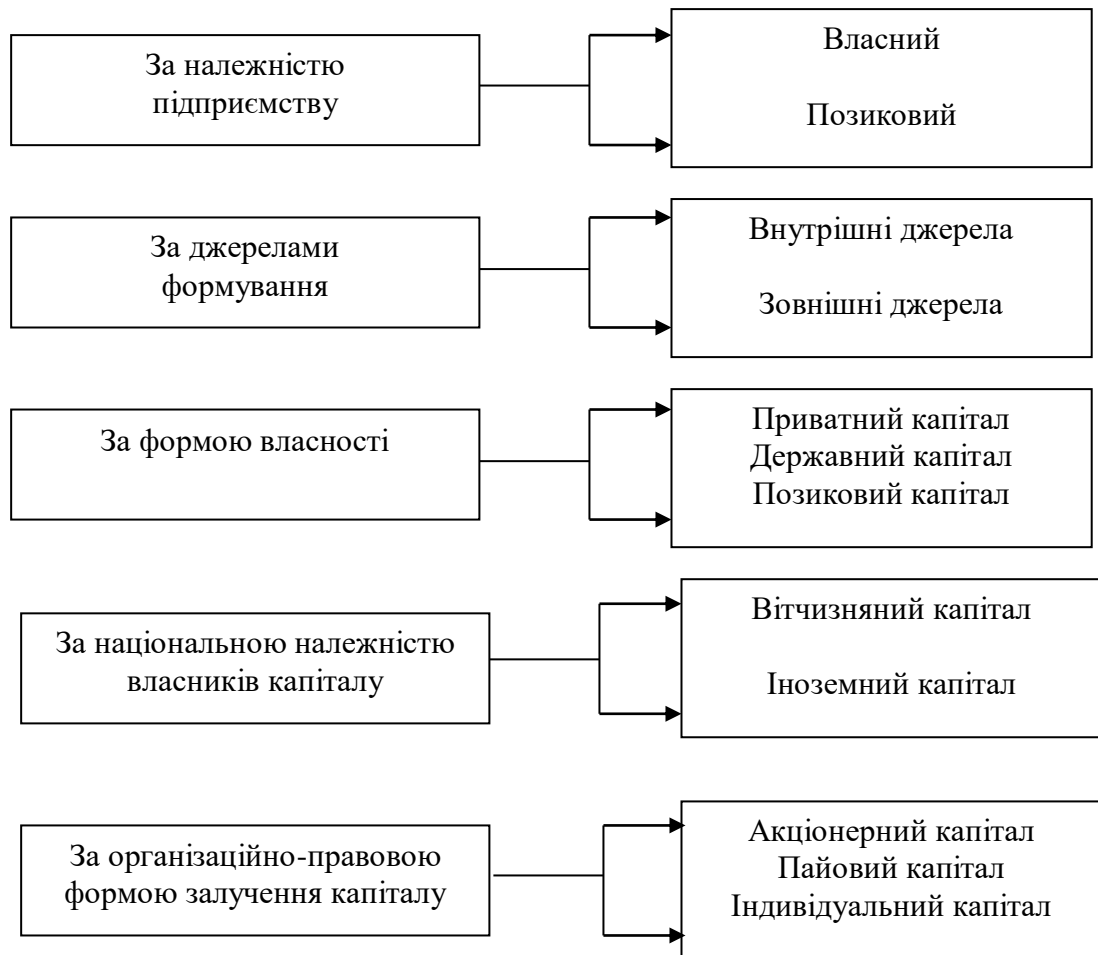 За належністю
підприємству
Власний
Позиковий
За джерелами
формування
Внутрішні джерела
Зовнішні джерела
За формою власності
Приватний капітал
Державний капітал
Позиковий капітал
За національною належністю
власників капіталу
Вітчизняний капітал
Іноземний капітал
За організаційно-правовою
формою залучення капіталу
Акціонерний капітал
Пайовий капітал
Індивідуальний капітал